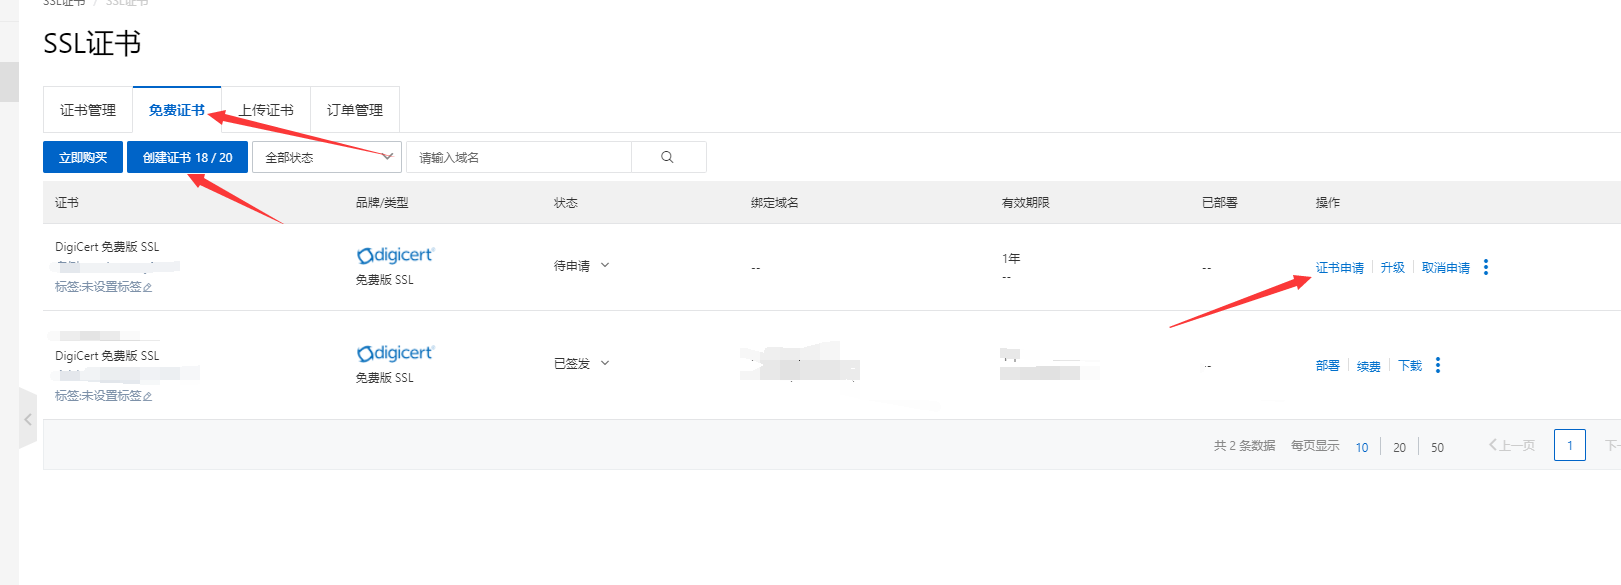 SSL证书 / SSL证书
SSL证书
证书管理 免费证书 上传证书 订单管理
立即购买 创建证书 18 / 20 全部状态 请输入域名
证书 品牌/类型 状态 绑定域名 有效期限 已部署 操作
DigiCert 免费版 SSL
标签:未设置标签
digicert®
免费版 SSL
待申请
--
1年
--
--
证书申请 升级 取消申请
DigiCert 免费版 SSL
标签:未设置标签
digicert®
免费版 SSL
已签发
--
部署 续费 下载
共 2 条数据 每页显示 10 20 50 上一页 1